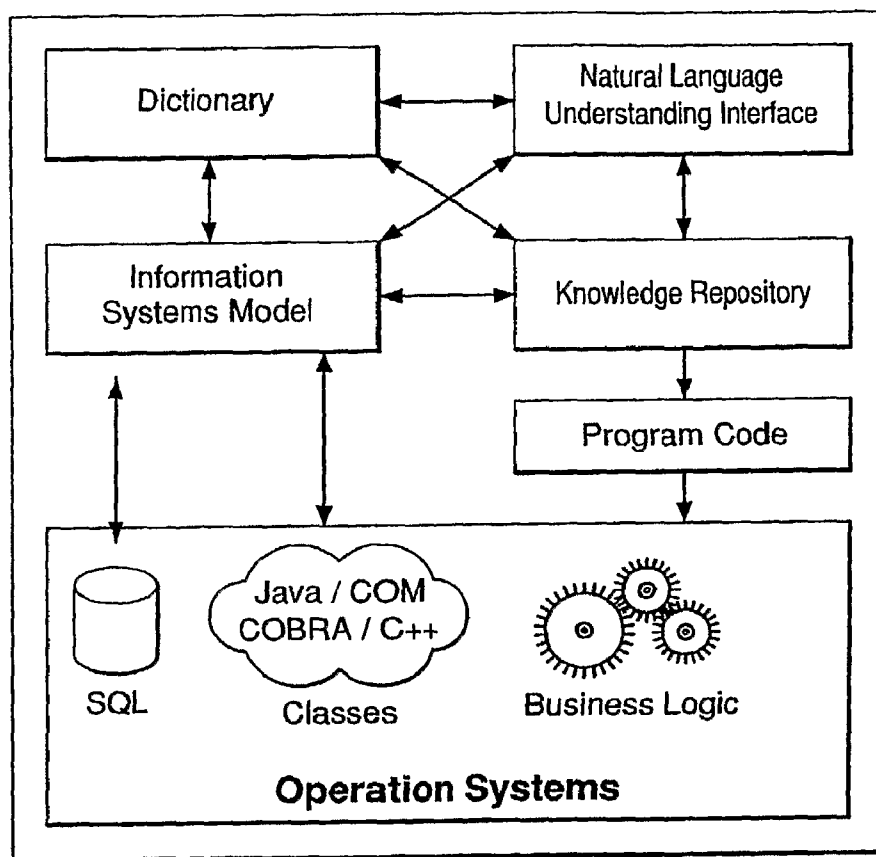 Dictionary
Natural Language
Understanding Interface
Information
Systems Model
Knowledge Repository
Program Code
Java / COM
COBRA / C++
SQL
Classes
Business Logic
Operation Systems